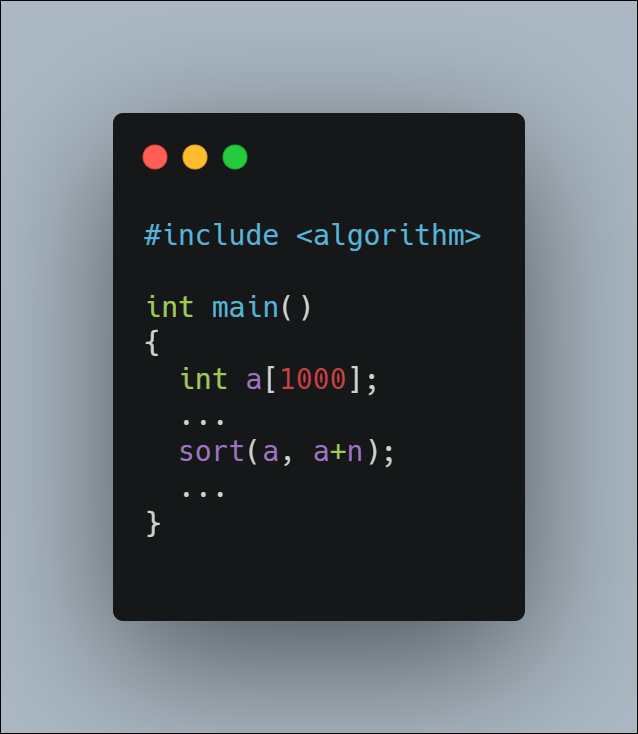 #include <algorithm>
int main()
{
int a[1000];
...
sort(a, a+n);
...
}